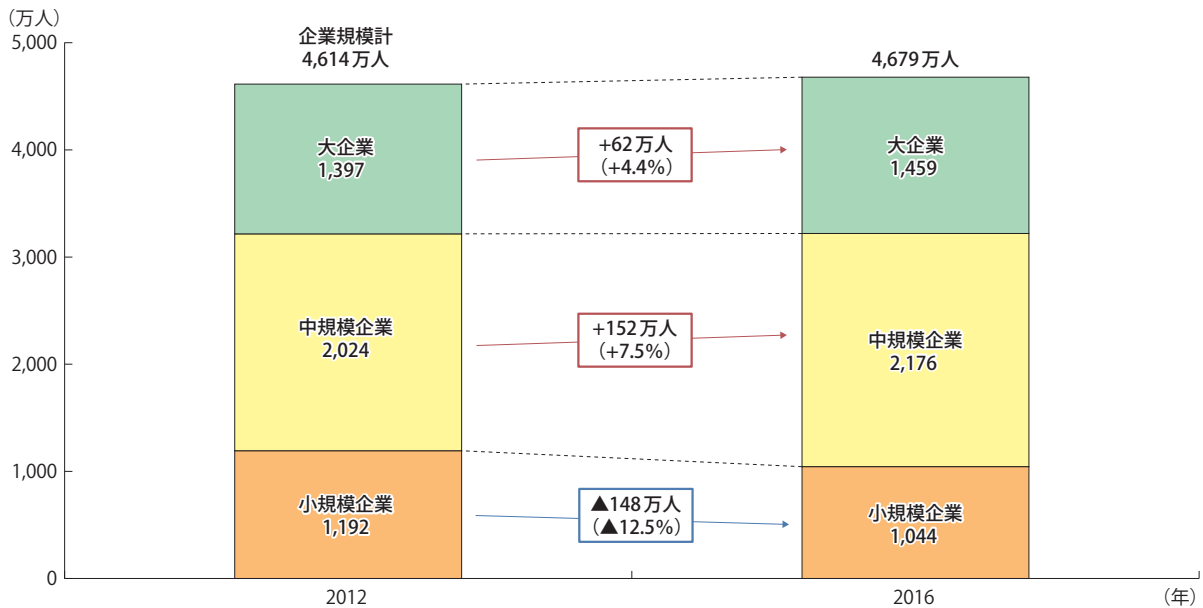 （万人）
5,000
4,000
3,000
2,000
1,000
0
企業規模計
4,614万人
大企業
1,397
中規模企業
2,024
小規模企業
1,192
+62万人
（+4.4%）
+152万人
（+7.5%）
▲148万人
（▲12.5%）
4,679万人
大企業
1,459
中規模企業
2,176
小規模企業
1,044
2012
2016
（年）